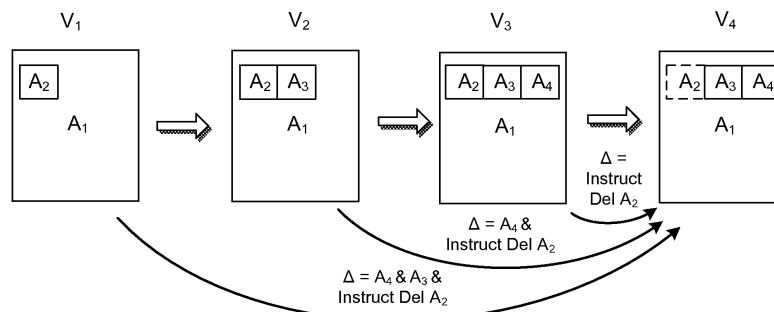 V₁ V₂ V₃ V₄
A₂ A₂ A₃ A₂ A₃ A₄ A₂ A₃ A₄
A₁ A₁ A₁ A₁
Δ =
Instruct
Del A₂
Δ = A₄ &
Instruct Del A₂
Δ = A₄ & A₃ &
Instruct Del A₂